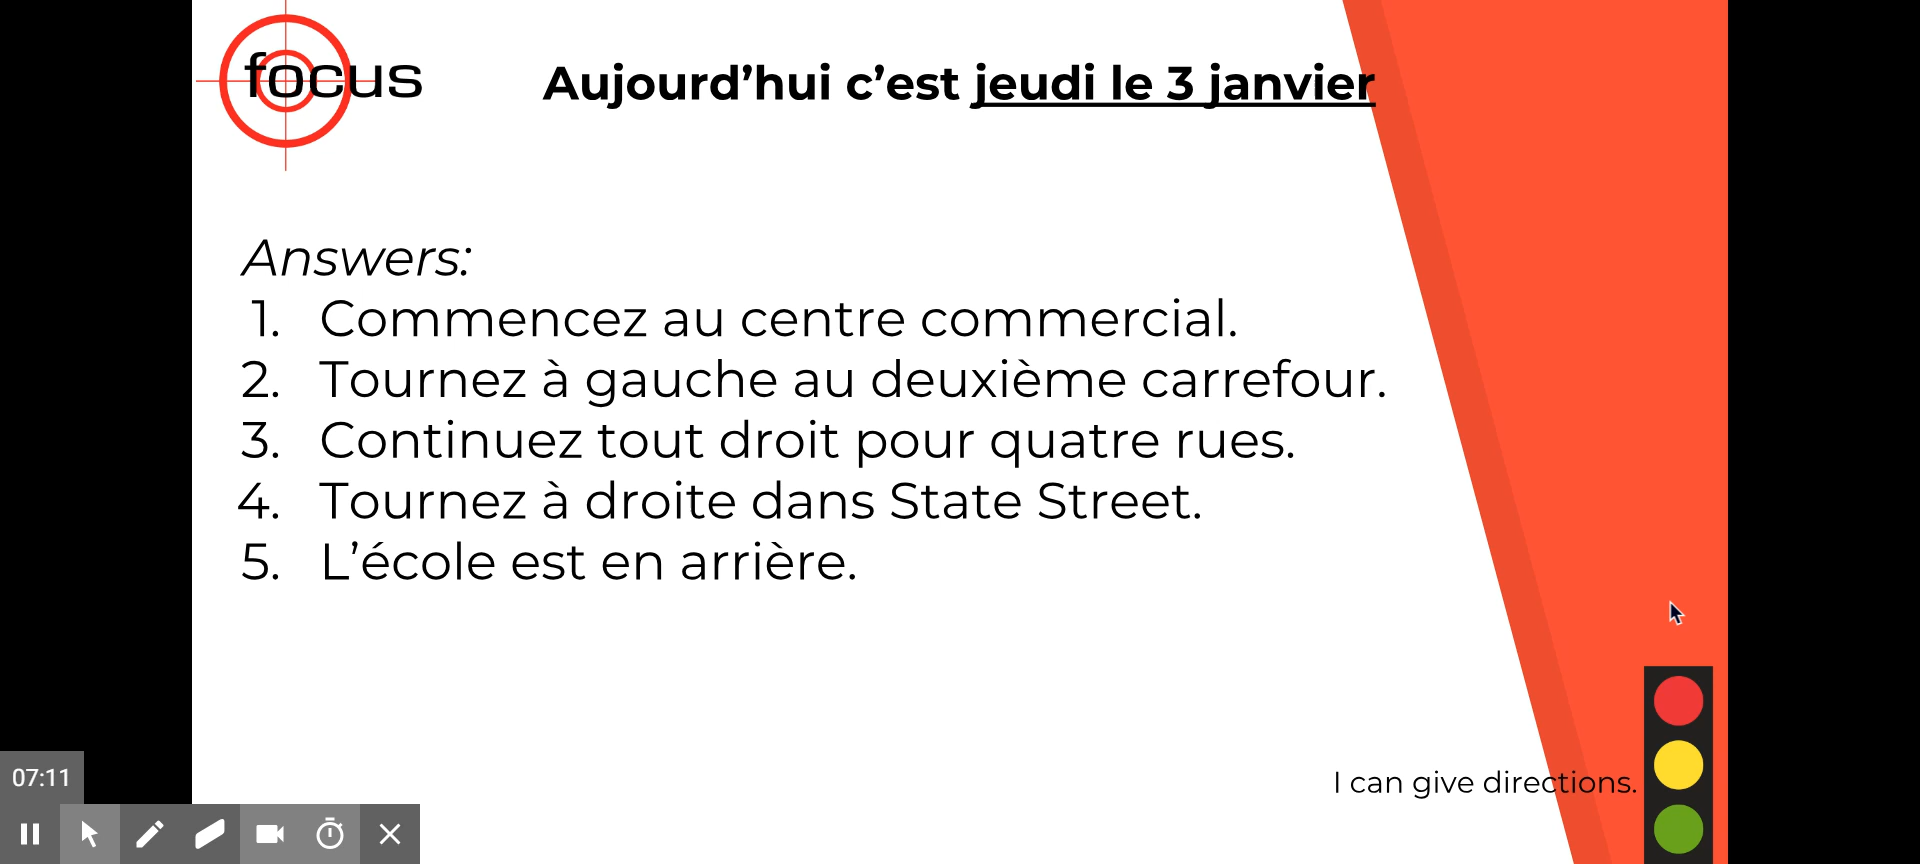 focus
Aujourd’hui c’est jeudi le 3 janvier
Answers:
1. Commencez au centre commercial.
2. Tournez à gauche au deuxième carrefour.
3. Continuez tout droit pour quatre rues.
4. Tournez à droite dans State Street.
5. L’école est en arrière.
I can give directions.
07:11